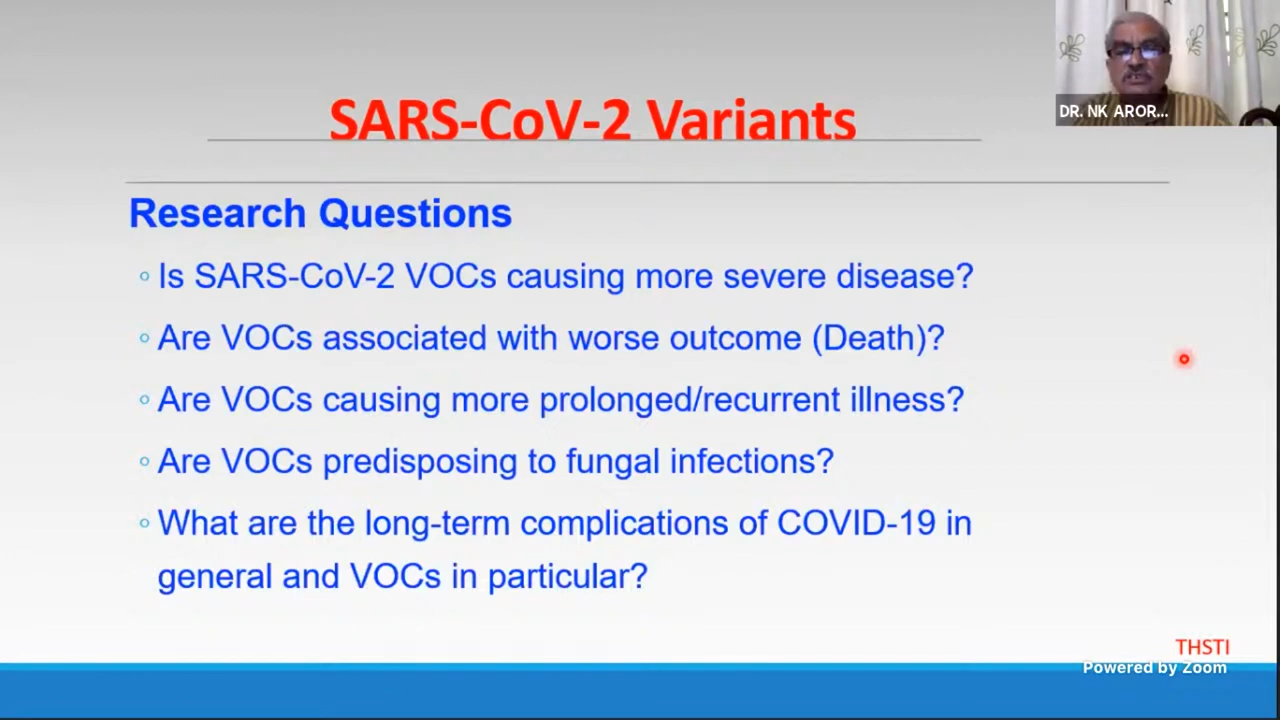 DR. NK AROR...
SARS-CoV-2 Variants
Research Questions
◦ Is SARS-CoV-2 VOCs causing more severe disease?
◦ Are VOCs associated with worse outcome (Death)?
◦ Are VOCs causing more prolonged/recurrent illness?
◦ Are VOCs predisposing to fungal infections?
◦ What are the long-term complications of COVID-19 in
general and VOCs in particular?
THSTI
Powered by Zoom